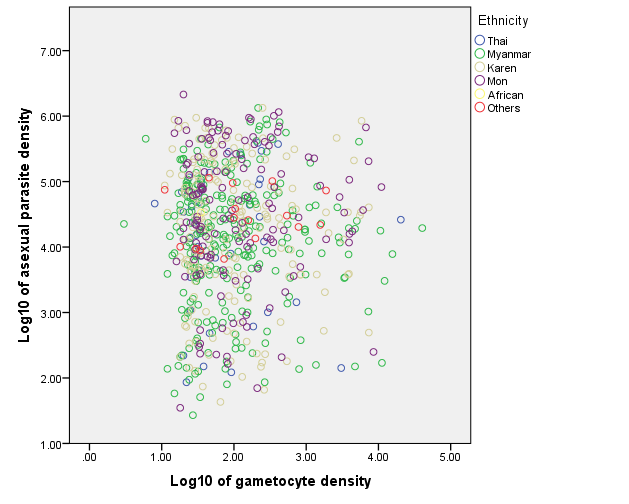 Ethnicity
Thai
Myanmar
Karen
Mon
African
Others
Log10 of asexual parasite density
7.00
6.00
5.00
4.00
3.00
2.00
1.00
.00 1.00 2.00 3.00 4.00 5.00
Log10 of gametocyte density